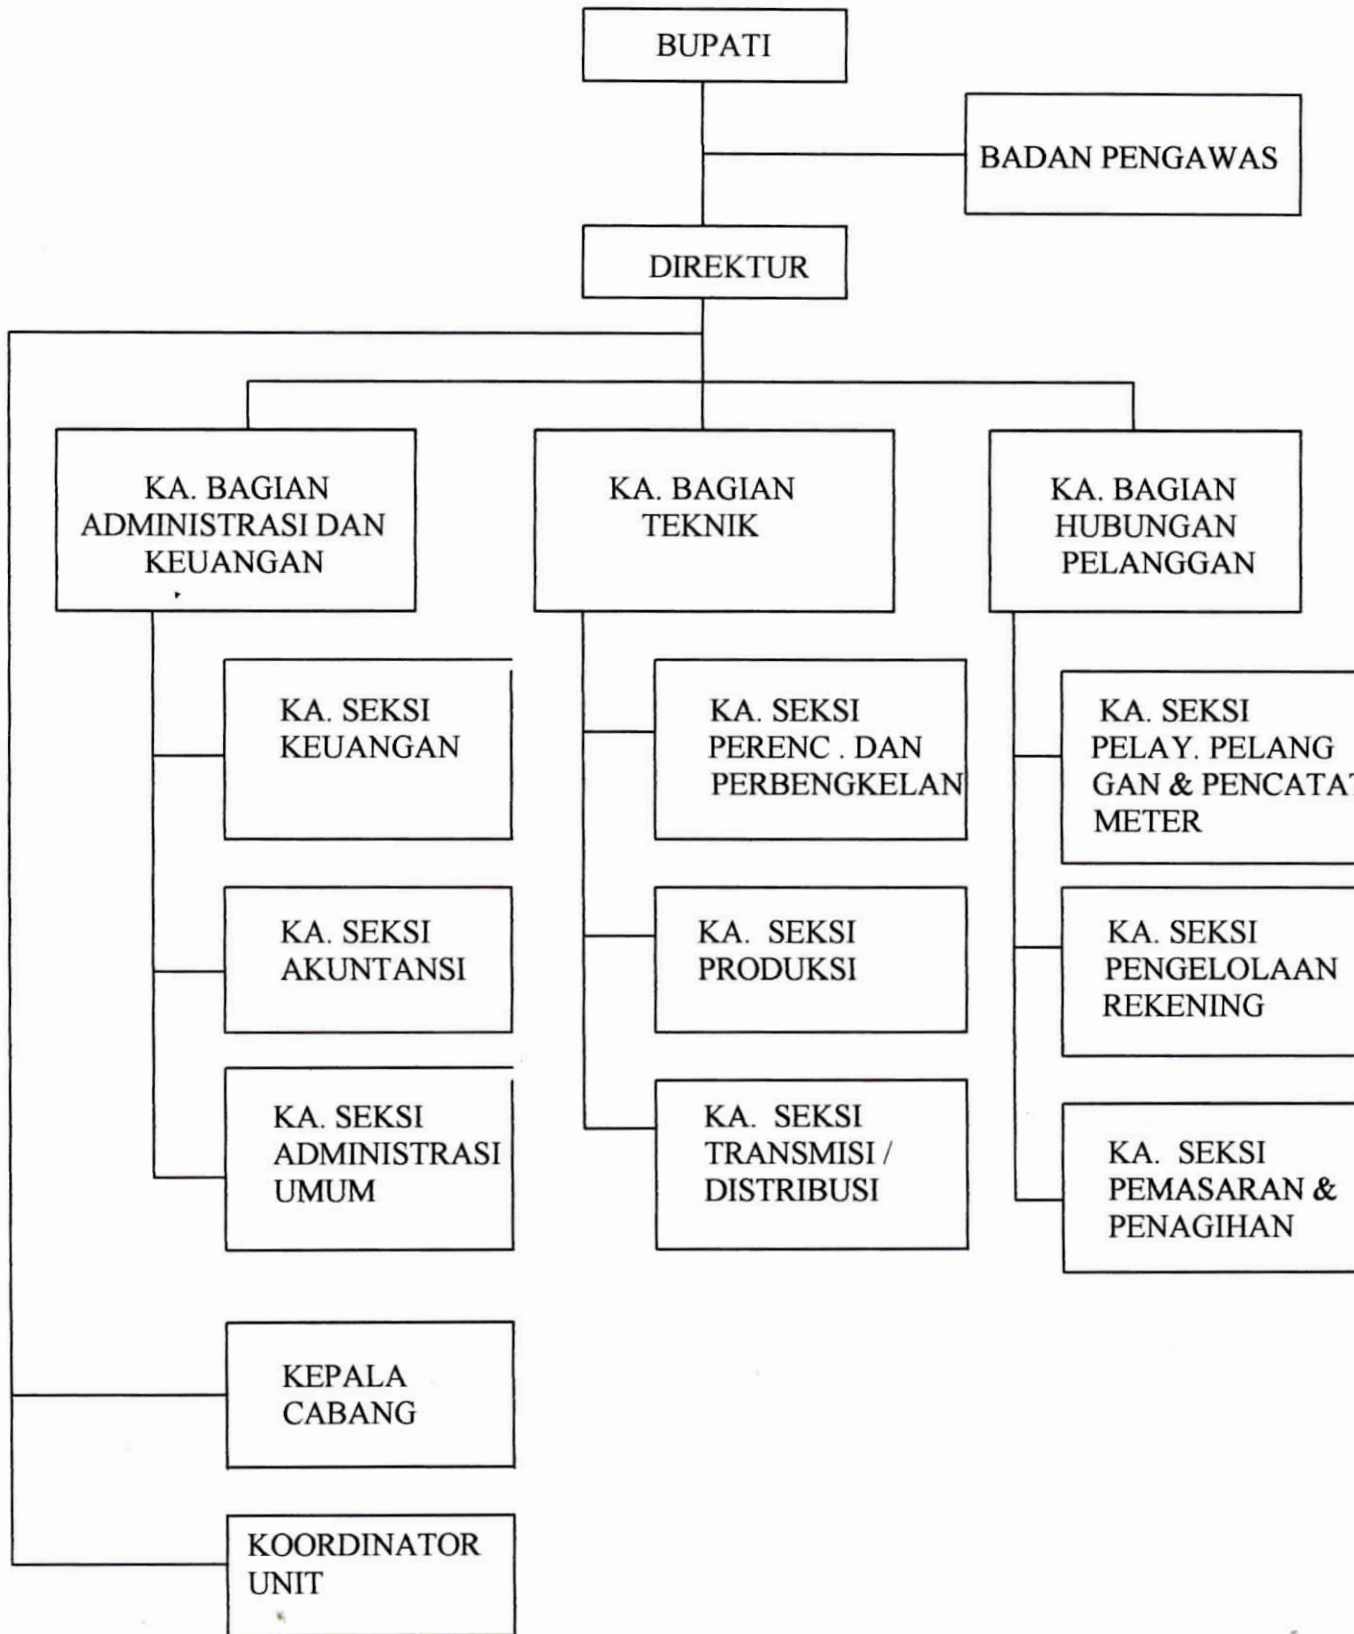 BUPATI
BADAN PENGAWAS
DIREKTUR
KA. BAGIAN
ADMINISTRASI DAN
KEUANGAN
KA. BAGIAN
TEKNIK
KA. BAGIAN
HUBUNGAN
PELANGGAN
KA. SEKSI
KEUANGAN
KA. SEKSI
AKUNTANSI
KA. SEKSI
ADMINISTRASI
UMUM
KA. SEKSI
PERENC . DAN
PERBENGKELAN
KA. SEKSI
PRODUKSI
KA. SEKSI
TRANSMISI /
DISTRIBUSI
KA. SEKSI
PELAY. PELANG
GAN & PENCATAT
METER
KA. SEKSI
PENGELOLAAN
REKENING
KA. SEKSI
PEMASARAN &
PENAGIHAN
KEPALA
CABANG
KOORDINATOR
UNIT